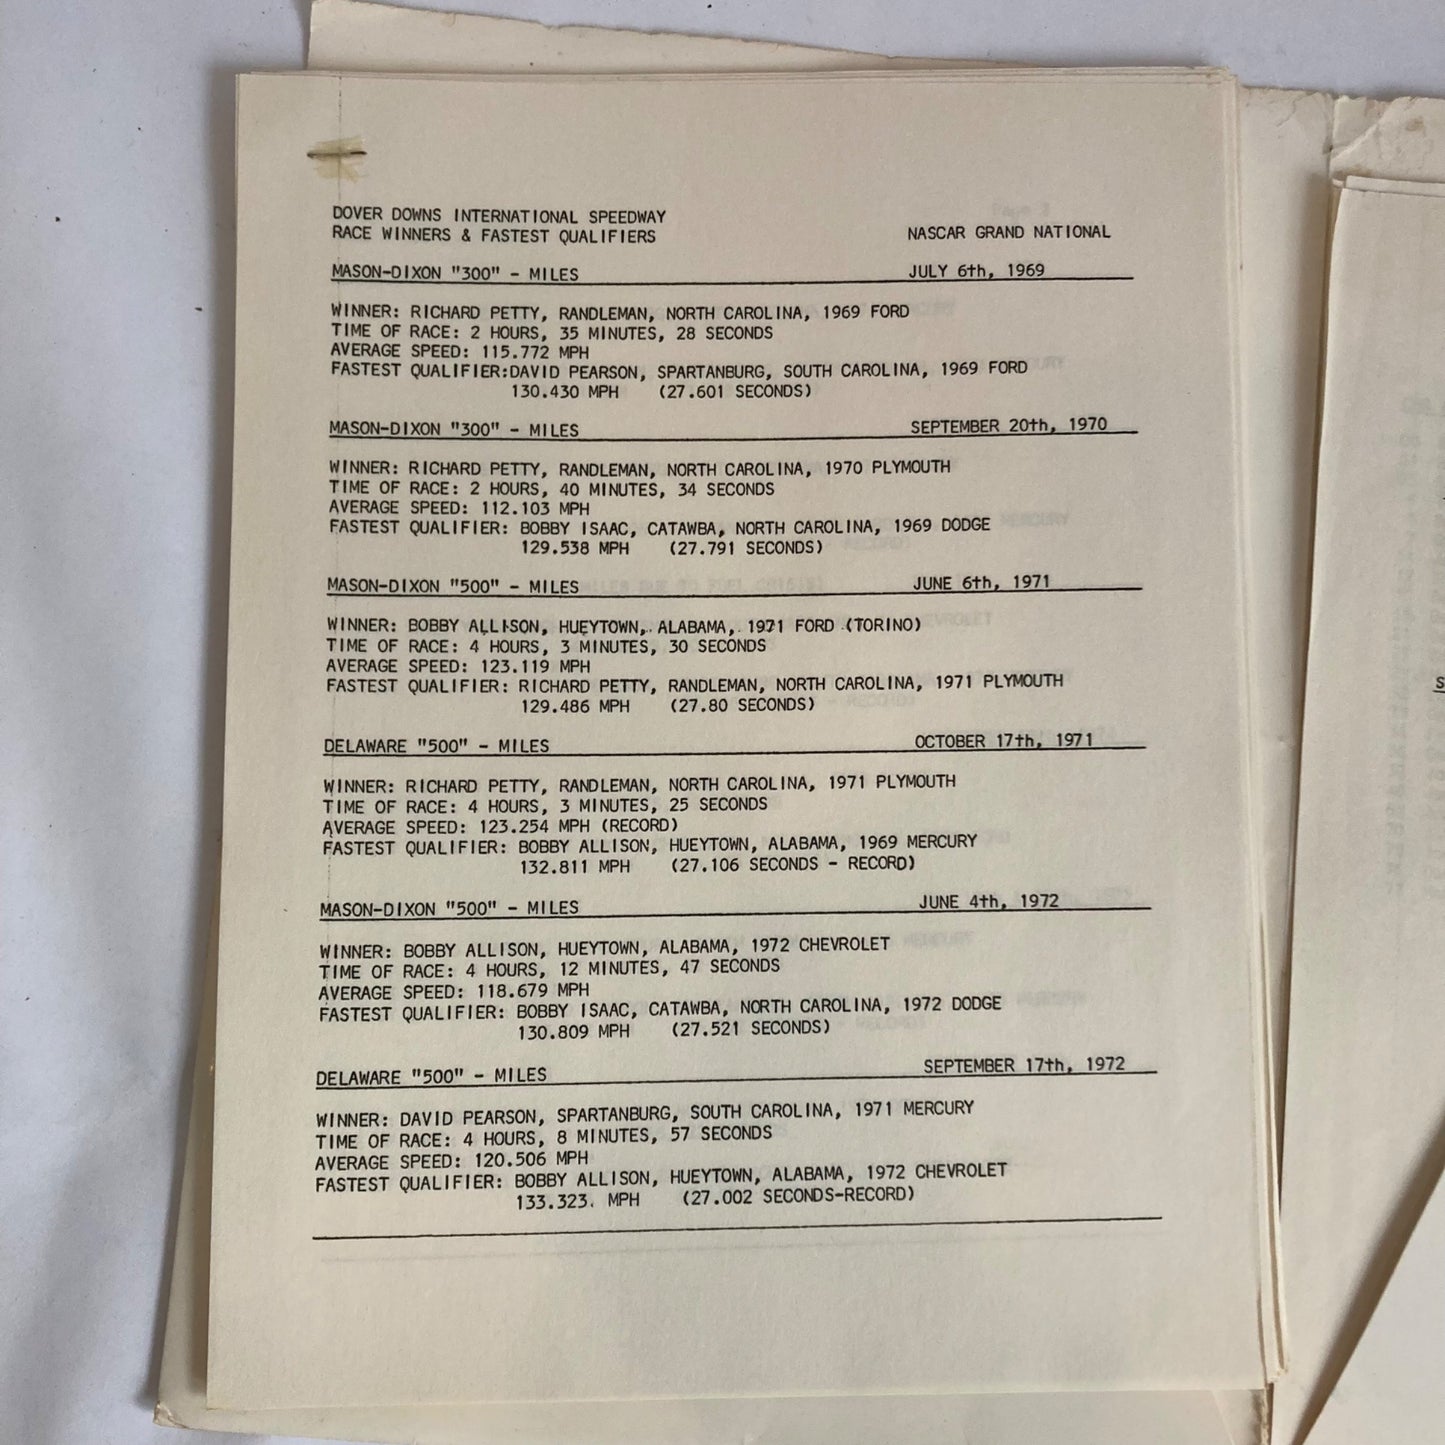 DOVER DOWNS INTERNATIONAL SPEEDWAY
RACE WINNERS & FASTEST QUALIFIERS NASCAR GRAND NATIONAL
MASON-DIXON "300" - MILES JULY 6th, 1969
WINNER: RICHARD PETTY, RANDLEMAN, NORTH CAROLINA, 1969 FORD
TIME OF RACE: 2 HOURS, 35 MINUTES, 28 SECONDS
AVERAGE SPEED: 115.772 MPH
FASTEST QUALIFIER:DAVID PEARSON, SPARTANBURG, SOUTH CAROLINA, 1969 FORD
130.430 MPH (27.601 SECONDS)
MASON-DIXON "300" - MILES SEPTEMBER 20th, 1970
WINNER: RICHARD PETTY, RANDLEMAN, NORTH CAROLINA, 1970 PLYMOUTH
TIME OF RACE: 2 HOURS, 40 MINUTES, 34 SECONDS
AVERAGE SPEED: 112.103 MPH
FASTEST QUALIFIER: BOBBY ISAAC, CATAWBA, NORTH CAROLINA, 1969 DODGE
129.538 MPH (27.791 SECONDS)
MASON-DIXON "500" - MILES JUNE 6th, 1971
WINNER: BOBBY ALLISON, HUEYTOWN, ALABAMA, 1971 FORD (TORINO)
TIME OF RACE: 4 HOURS, 3 MINUTES, 30 SECONDS
AVERAGE SPEED: 123.119 MPH
FASTEST QUALIFIER: RICHARD PETTY, RANDLEMAN, NORTH CAROLINA, 1971 PLYMOUTH
129.486 MPH (27.80 SECONDS)
DELAWARE "500" - MILES OCTOBER 17th, 1971
WINNER: RICHARD PETTY, RANDLEMAN, NORTH CAROLINA, 1971 PLYMOUTH
TIME OF RACE: 4 HOURS, 3 MINUTES, 25 SECONDS
AVERAGE SPEED: 123.254 MPH (RECORD)
FASTEST QUALIFIER: BOBBY ALLISON, HUEYTOWN, ALABAMA, 1969 MERCURY
132.811 MPH (27.106 SECONDS - RECORD)
MASON-DIXON "500" - MILES JUNE 4th, 1972
WINNER: BOBBY ALLISON, HUEYTOWN, ALABAMA, 1972 CHEVROLET
TIME OF RACE: 4 HOURS, 12 MINUTES, 47 SECONDS
AVERAGE SPEED: 118.679 MPH
FASTEST QUALIFIER: BOBBY ISAAC, CATAWBA, NORTH CAROLINA, 1972 DODGE
130.809 MPH (27.521 SECONDS)
DELAWARE "500" - MILES SEPTEMBER 17th, 1972
WINNER: DAVID PEARSON, SPARTANBURG, SOUTH CAROLINA, 1971 MERCURY
TIME OF RACE: 4 HOURS, 8 MINUTES, 57 SECONDS
AVERAGE SPEED: 120.506 MPH
FASTEST QUALIFIER: BOBBY ALLISON, HUEYTOWN, ALABAMA, 1972 CHEVROLET
133.323. MPH (27.002 SECONDS-RECORD)